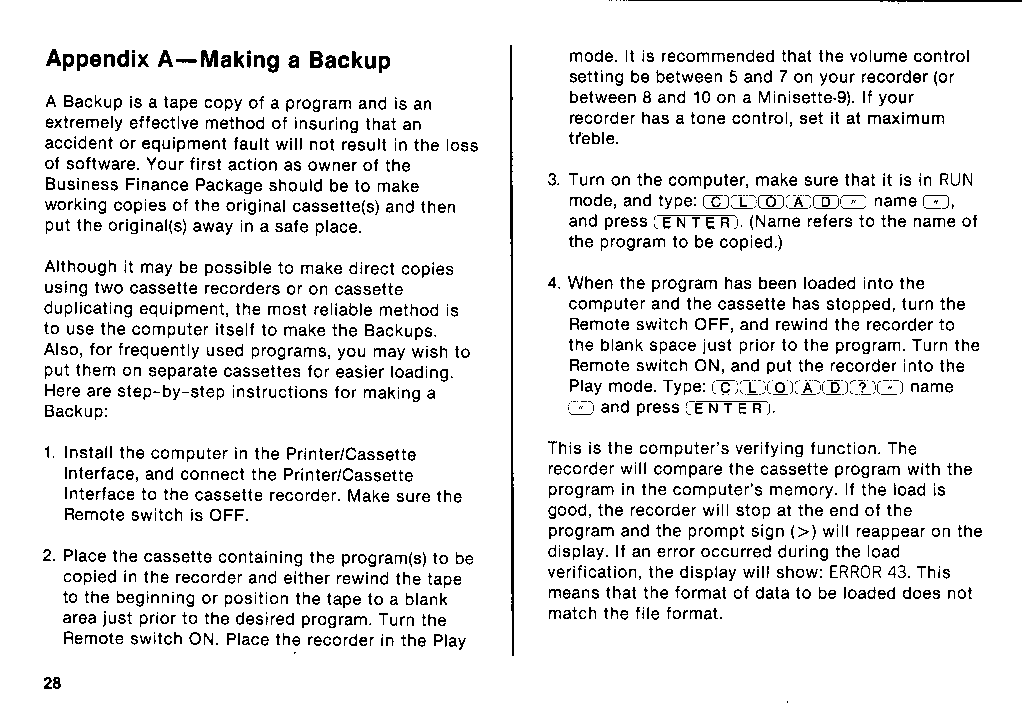 Appendix A—Making a Backup
A Backup is a tape copy of a program and is an
extremely effective method of insuring that an
accident or equipment fault will not result in the loss
of software. Your first action as owner of the
Business Finance Package should be to make
working copies of the original cassette(s) and then
put the original(s) away in a safe place.
Although it may be possible to make direct copies
using two cassette recorders or on cassette
duplicating equipment, the most reliable method is
to use the computer itself to make the Backups.
Also, for frequently used programs, you may wish to
put them on separate cassettes for easier loading.
Here are step-by-step instructions for making a
Backup:
1. Install the computer in the Printer/Cassette
Interface, and connect the Printer/Cassette
Interface to the cassette recorder. Make sure the
Remote switch is OFF.
2. Place the cassette containing the program(s) to be
copied in the recorder and either rewind the tape
to the beginning or position the tape to a blank
area just prior to the desired program. Turn the
Remote switch ON. Place the recorder in the Play
28
mode. It is recommended that the volume control
setting be between 5 and 7 on your recorder (or
between 8 and 10 on a Minisette-9). If your
recorder has a tone control, set it at maximum
treble.
3. Turn on the computer, make sure that it is in RUN
mode, and type: C L O A D " name ",
and press ENTER. (Name refers to the name of
the program to be copied.)
4. When the program has been loaded into the
computer and the cassette has stopped, turn the
Remote switch OFF, and rewind the recorder to
the blank space just prior to the program. Turn the
Remote switch ON, and put the recorder into the
Play mode. Type: C L O A D ? " name
" and press ENTER.
This is the computer's verifying function. The
recorder will compare the cassette program with the
program in the computer's memory. If the load is
good, the recorder will stop at the end of the
program and the prompt sign (>) will reappear on the
display. If an error occurred during the load
verification, the display will show: ERROR 43. This
means that the format of data to be loaded does not
match the file format.